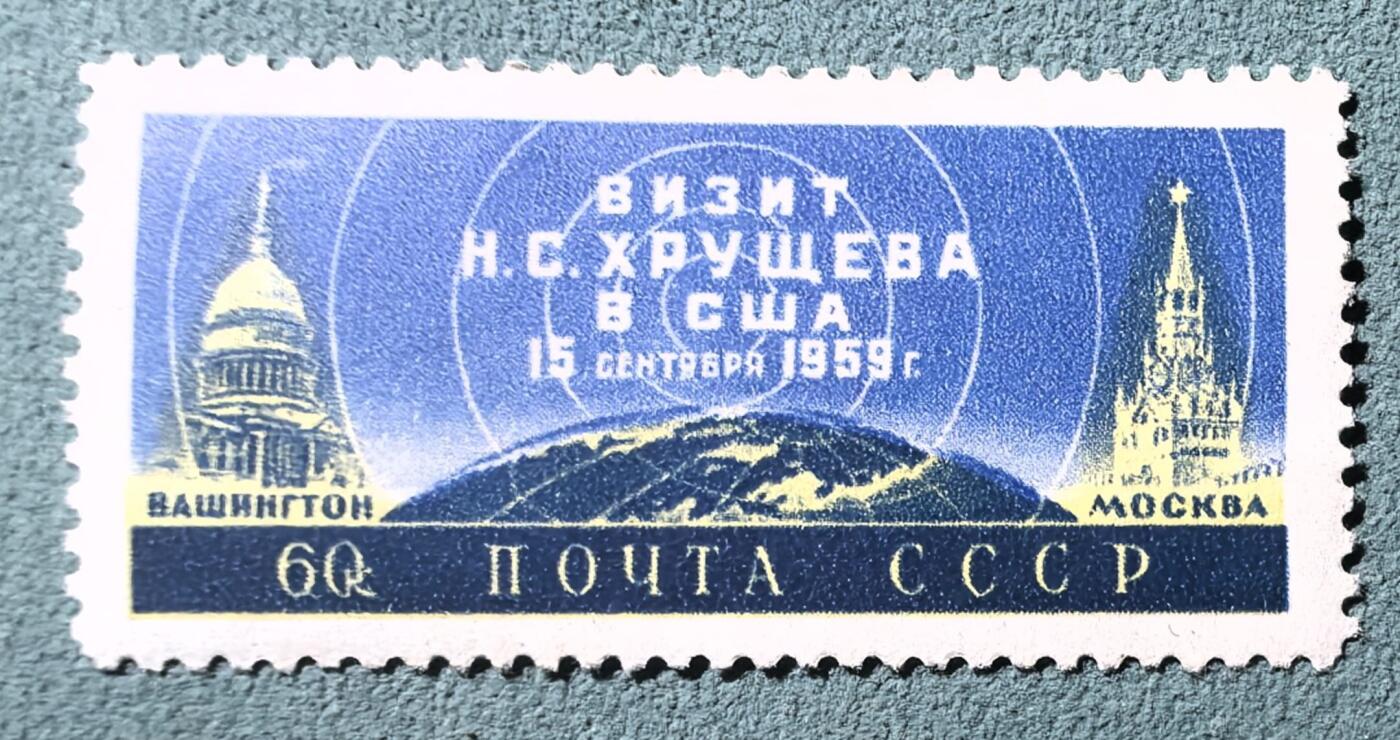 ВИЗИТ
Н.С.ХРУЩЕВА
В США
15 СЕНТЯБРЯ 1959 г.
ВАШИНГТОН
МОСКВА
60к ПОЧТА СССР